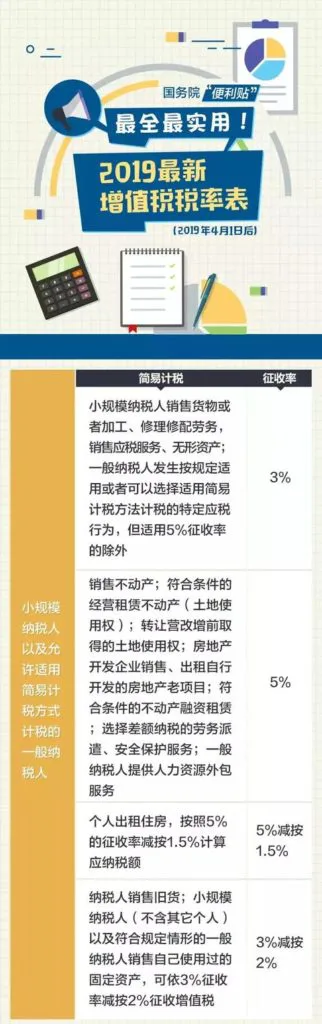 国务院“便利贴”
最全最实用！
2019最新
增值税税率表
(2019年4月1日后)
简易计税
征收率
小规模
纳税人
以及允
许适用
简易计
税方式
计税的
一般纳
税人
小规模纳税人销售货物或
者加工、修理修配劳务，
销售应税服务、无形资产；
一般纳税人发生按规定适
用或者可以选择适用简易
计税方法计税的特定应税
行为，但适用5%征收率
的除外
3%
销售不动产；符合条件的
经营租赁不动产（土地使
用权）；转让营改增前取
得的土地使用权；房地产
开发企业销售、出租自行
开发的房地产老项目；符
合条件的不动产融资租赁；
选择差额纳税的劳务派
遣、安全保护服务；一般
纳税人提供人力资源外包
服务
5%
个人出租住房，按照5%
的征收率减按1.5%计算
应纳税额
5%减按
1.5%
纳税人销售旧货；小规模
纳税人（不含其它个人）
以及符合规定情形的一般
纳税人销售自己使用过的
固定资产，可依3%征收
率减按2%征收增值税
3%减按
2%